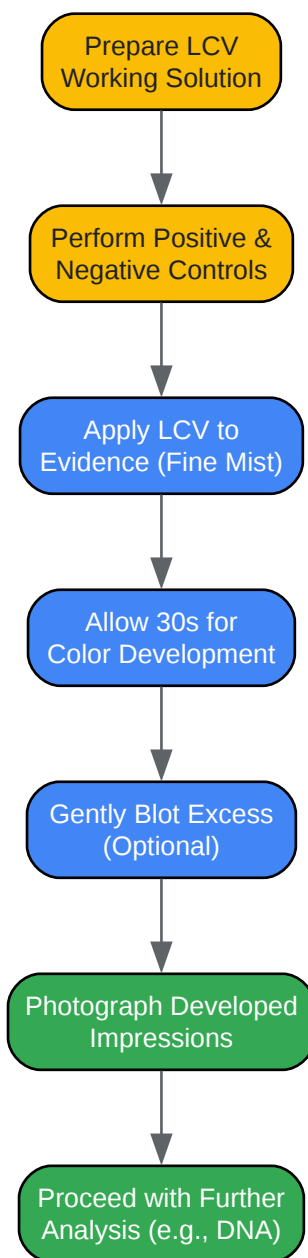 Prepare LCV
Working Solution
Perform Positive &
Negative Controls
Apply LCV to
Evidence (Fine Mist)
Allow 30s for
Color Development
Gently Blot Excess
(Optional)
Photograph Developed
Impressions
Proceed with Further
Analysis (e.g., DNA)